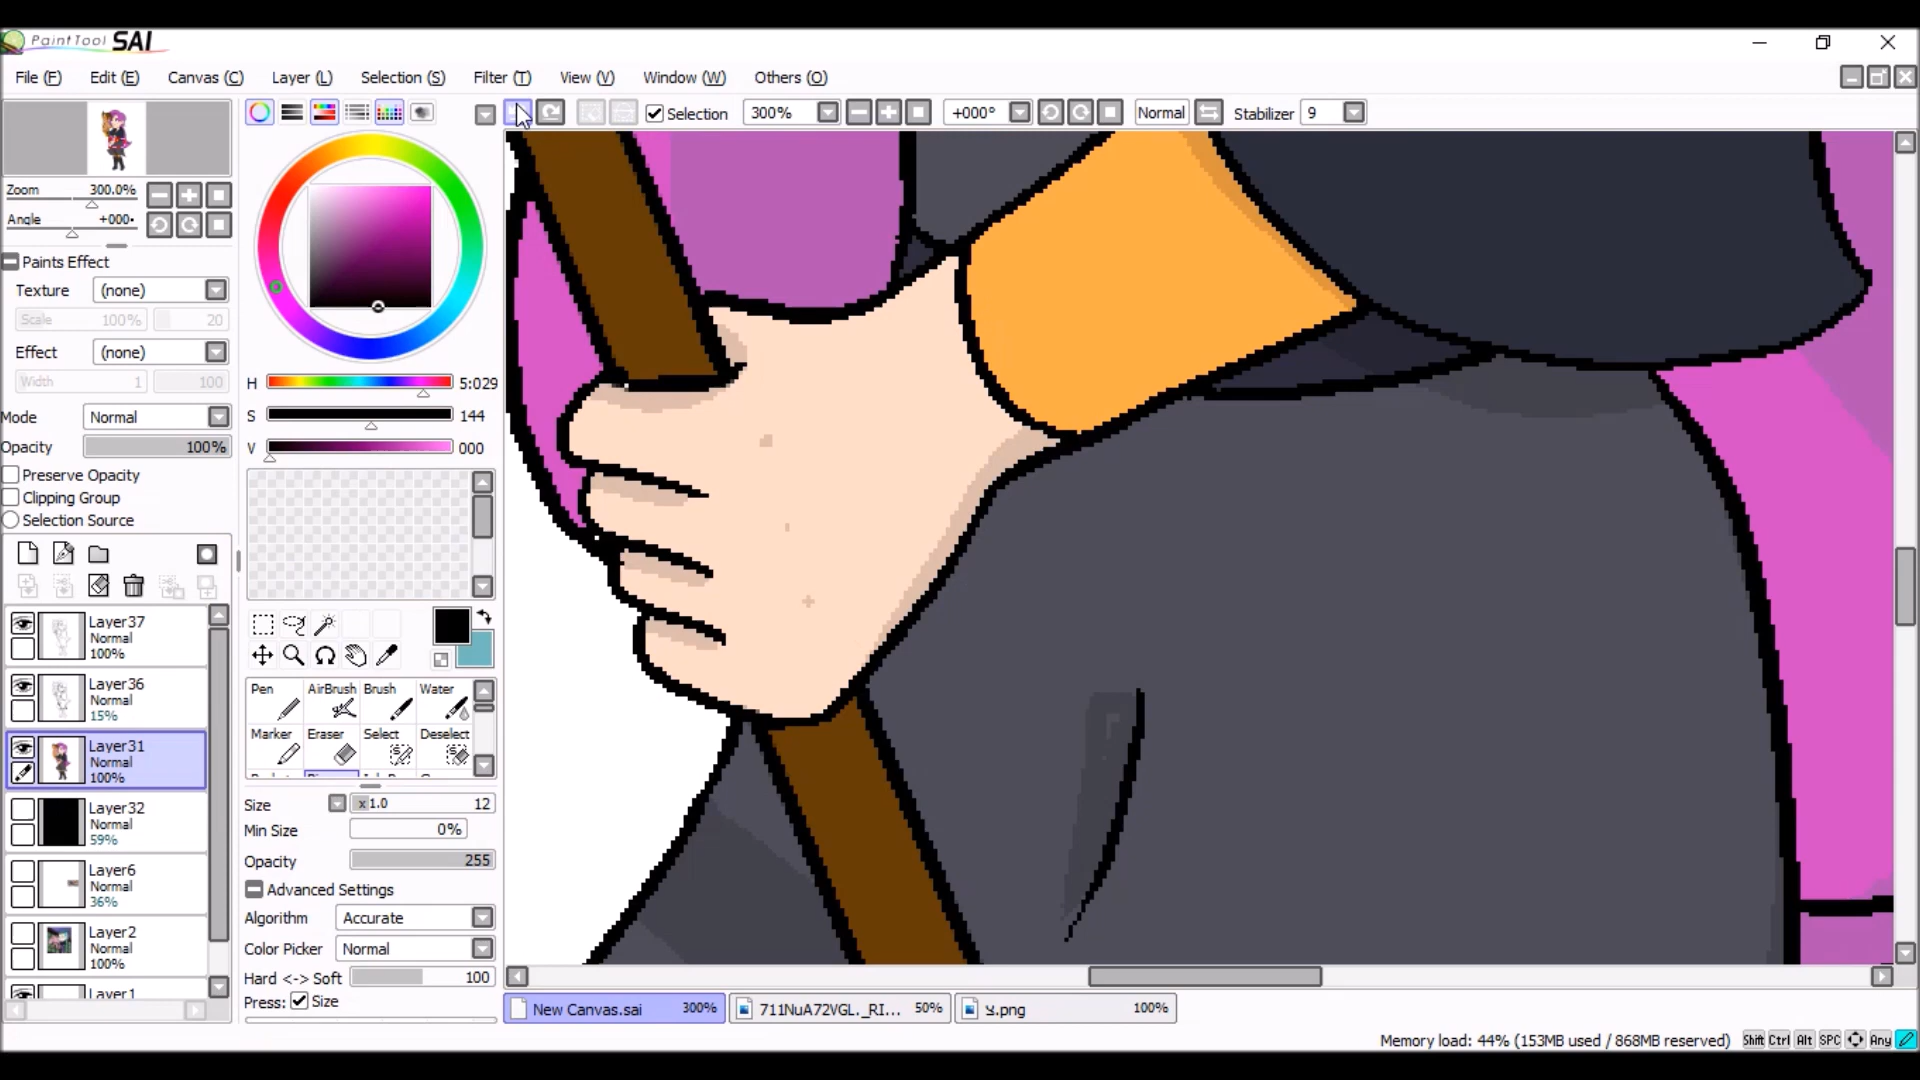 PaintTool SAI
File (F) Edit (E) Canvas (C) Layer (L) Selection (S) Filter (T) View (V) Window (W) Others (O)
Selection 300% +000° Normal Stabilizer 9
Zoom 300.0%
Angle +000
Paints Effect
Texture (none)
Scale 100% 20
Effect (none)
Width 1 100
Mode Normal
Opacity 100%
Preserve Opacity
Clipping Group
Selection Source
Layer37
Normal
100%
Layer36
Normal
15%
Layer31
Normal
100%
Layer32
Normal
59%
Layer6
Normal
36%
Layer2
Normal
100%
Layer1
H 5:029
S 144
V 000
Pen AirBrush Brush Water
Marker Eraser Select Deselect
Size x1.0 12
Min Size 0%
Opacity 255
Advanced Settings
Algorithm Accurate
Color Picker Normal
Hard <-> Soft 100
Press: Size
New Canvas.sai 300% 711NuA72VGL._RI... 50% צ.png 100%
Memory load: 44% (153MB used / 868MB reserved) Shift Ctrl Alt SPC Any